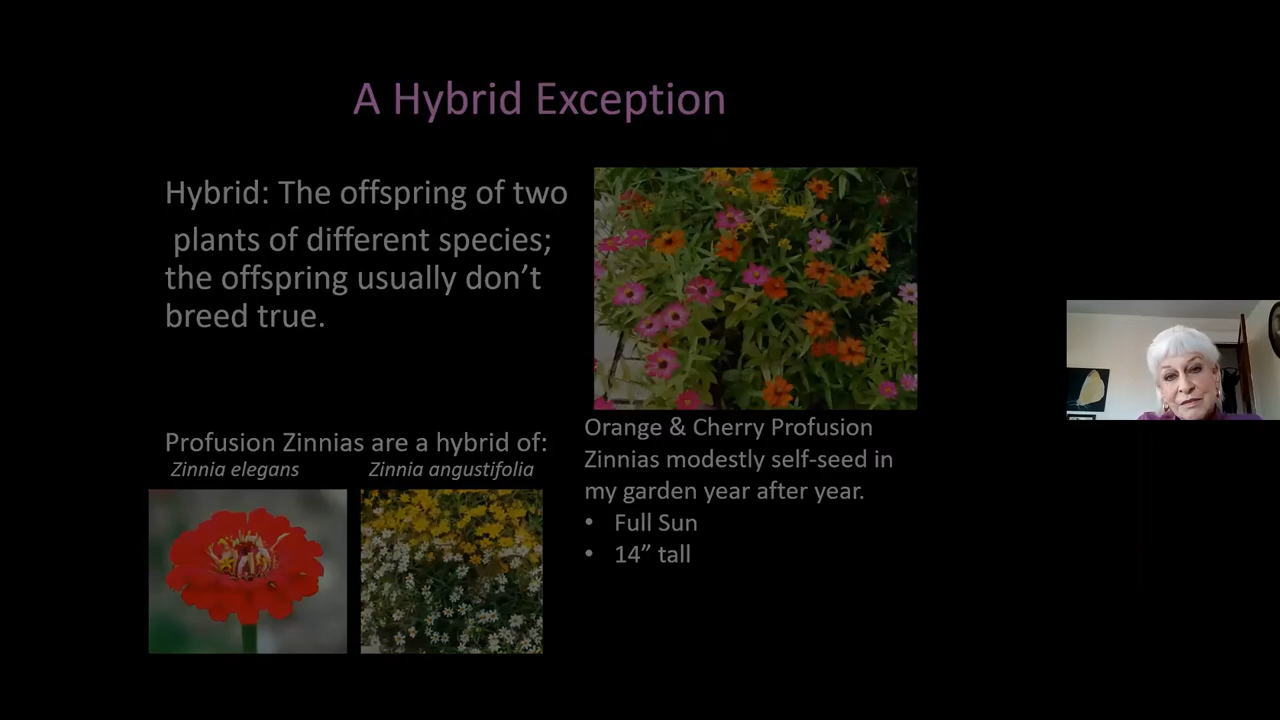 A Hybrid Exception
Hybrid: The offspring of two
plants of different species;
the offspring usually don’t
breed true.
Profusion Zinnias are a hybrid of:
Zinnia elegans Zinnia angustifolia
Orange & Cherry Profusion
Zinnias modestly self-seed in
my garden year after year.
• Full Sun
• 14” tall